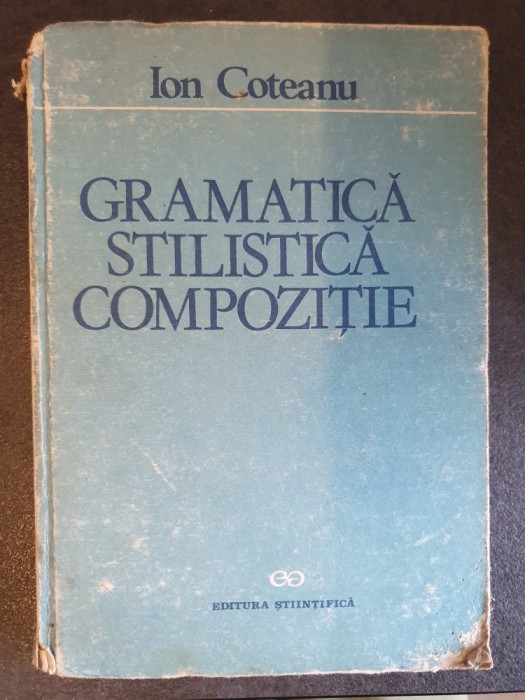 Ion Coteanu
GRAMATICĂ
STILISTICĂ
COMPOZIȚIE
EDITURA ȘTIINȚIFICĂ